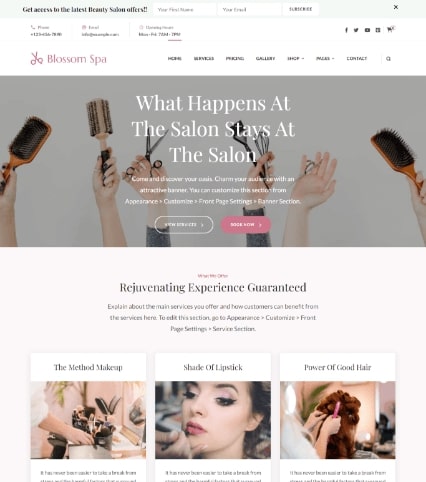 Get access to the latest Beauty Salon offers!!
Your First Name
Your Email
SUBSCRIBE
Phone
Email
info@example.com
Opening Hours
Mon - Fri: 7AM - 7PM
Blossom Spa
HOME SERVICES PRICING GALLERY SHOP PAGES CONTACT
What Happens At
The Salon Stays At
The Salon
Come and discover your oasis. Charm your audience with an
attractive banner. You can customize this section from
Appearance > Customize > Front Page Settings > Banner Section.
VIEW SERVICES
BOOK NOW
What We Offer
Rejuvenating Experience Guaranteed
Explain about the main services you offer and how customers can benefit from
the services here. To edit this section, go to Appearance > Customize > Front
Page Settings > Service Section.
The Method Makeup
Shade Of Lipstick
Power Of Good Hair
It has never been easier to take a break from
It has never been easier to take a break from
It has never been easier to take a break from